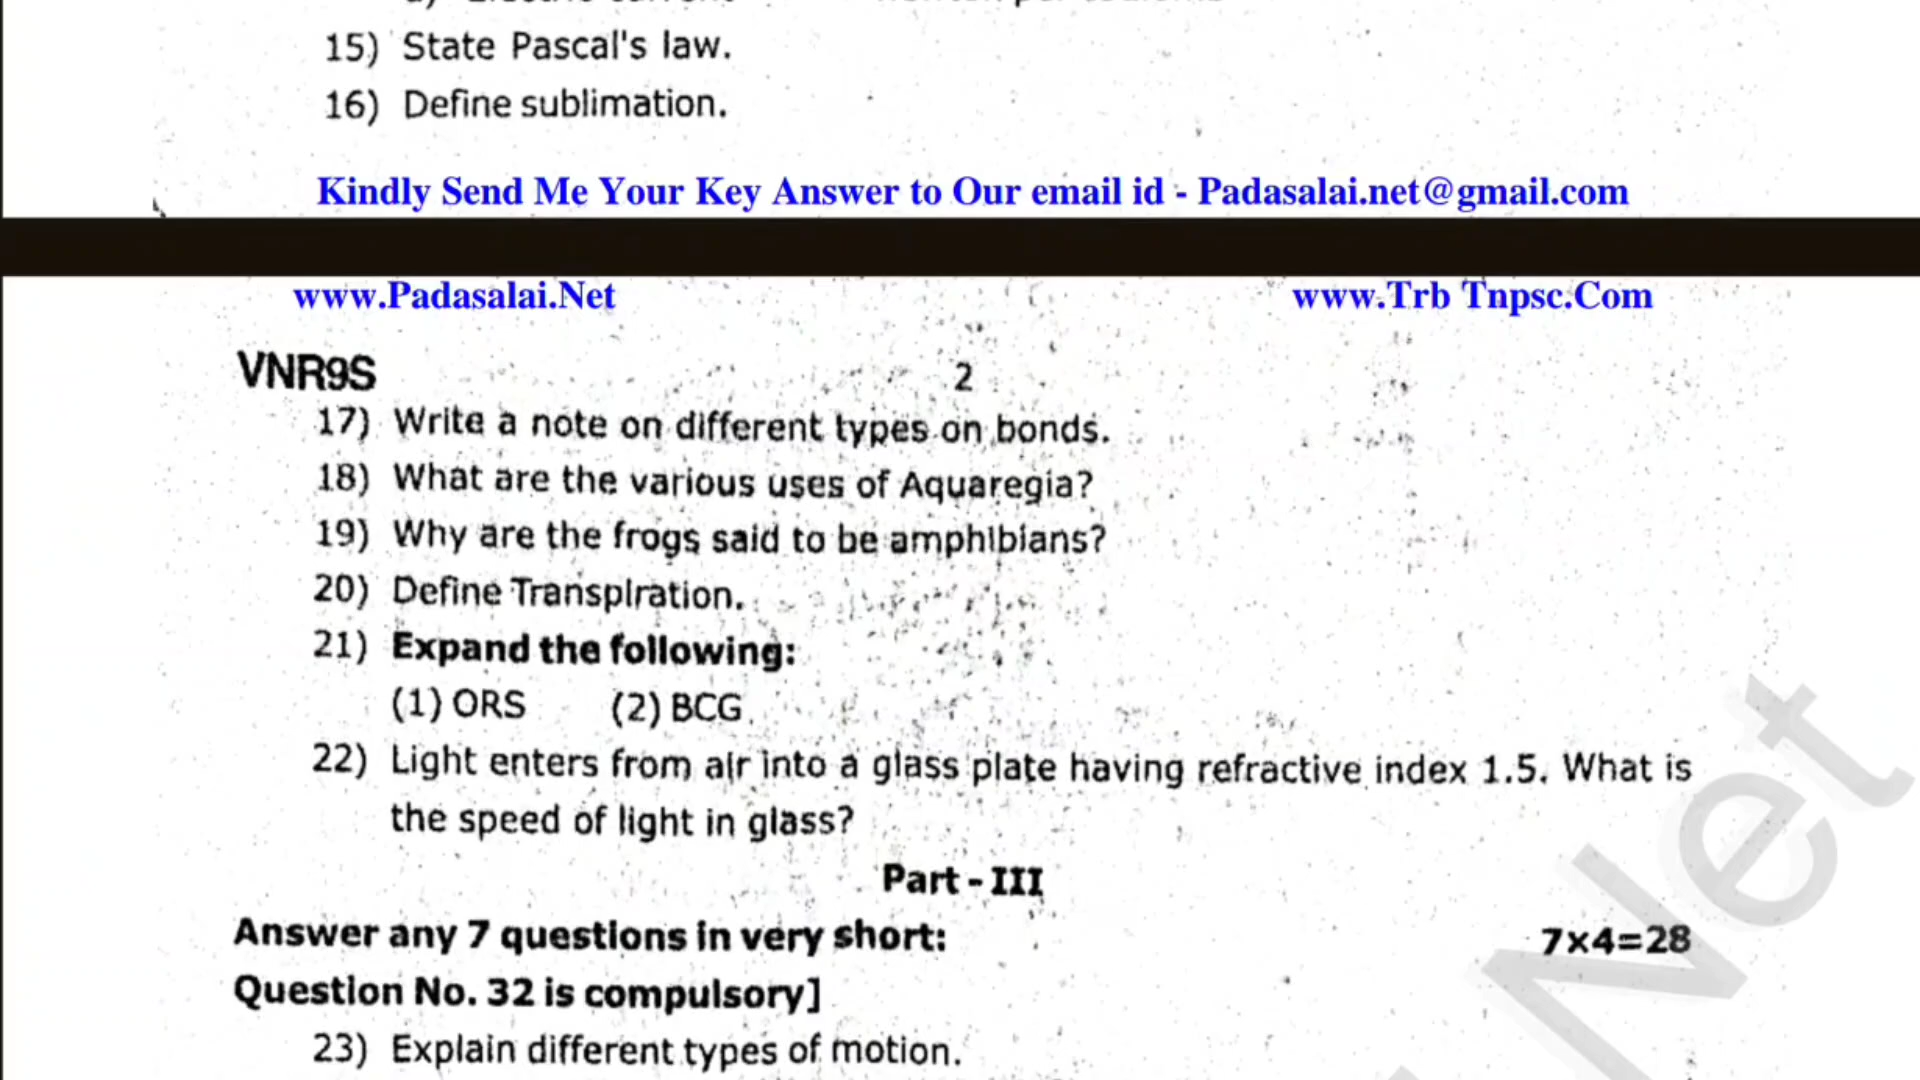 15) State Pascal's law.
16) Define sublimation.
Kindly Send Me Your Key Answer to Our email id - Padasalai.net@gmail.com
www.Padasalai.Net www.Trb Tnpsc.Com
VNR9S 2
17) Write a note on different types on bonds.
18) What are the various uses of Aquaregia?
19) Why are the frogs said to be amphibians?
20) Define Transpiration.
21) Expand the following:
(1) ORS (2) BCG
22) Light enters from air into a glass plate having refractive index 1.5. What is
the speed of light in glass?
Part - III
Answer any 7 questions in very short: 7x4=28
Question No. 32 is compulsory]
23) Explain different types of motion.
Net